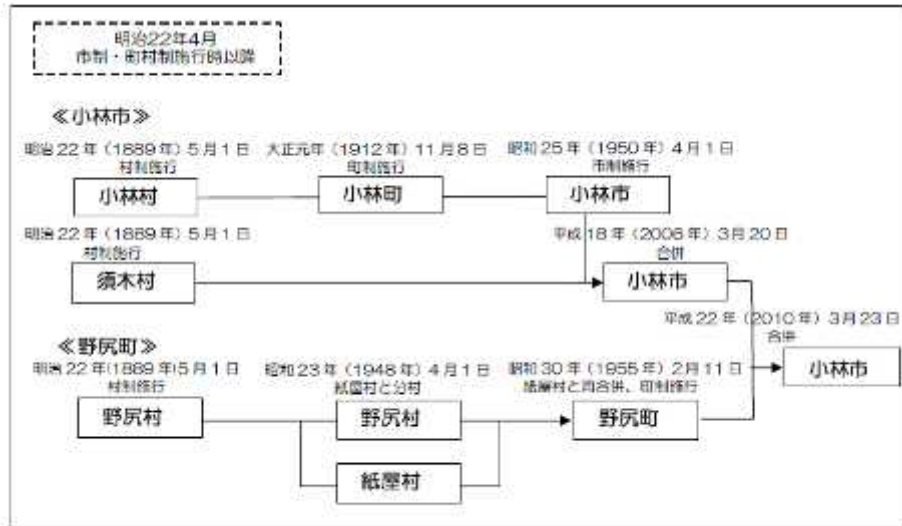 明治22年4月
市制・町村制施行時以降
≪小林市≫
明治22年（1889年）5月1日
村制施行
小林村
大正元年（1912年）11月8日
町制施行
小林町
昭和25年（1950年）4月1日
市制施行
小林市
明治22年（1889年）5月1日
村制施行
須木村
平成18年（2006年）3月20日
合併
小林市
平成22年（2010年）3月23日
合併
小林市
≪野尻町≫
明治22年(1889年)5月1日
村制施行
野尻村
昭和23年（1948年）4月1日
紙屋村と分村
野尻村
紙屋村
昭和30年（1955年）2月11日
紙屋村と再合併、町制施行
野尻町